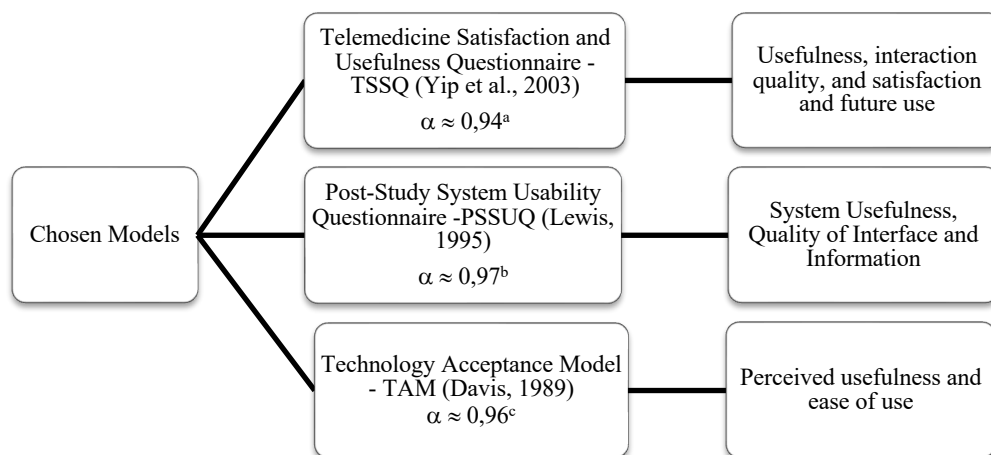 Telemedicine Satisfaction and
Usefulness Questionnaire -
TSSQ (Yip et al., 2003)
α ≈ 0,94ᵃ
Usefulness, interaction
quality, and satisfaction
and future use
Chosen Models
Post-Study System Usability
Questionnaire -PSSUQ (Lewis,
1995)
α ≈ 0,97ᵇ
System Usefulness,
Quality of Interface and
Information
Technology Acceptance Model
- TAM (Davis, 1989)
α ≈ 0,96ᶜ
Perceived usefulness and
ease of use